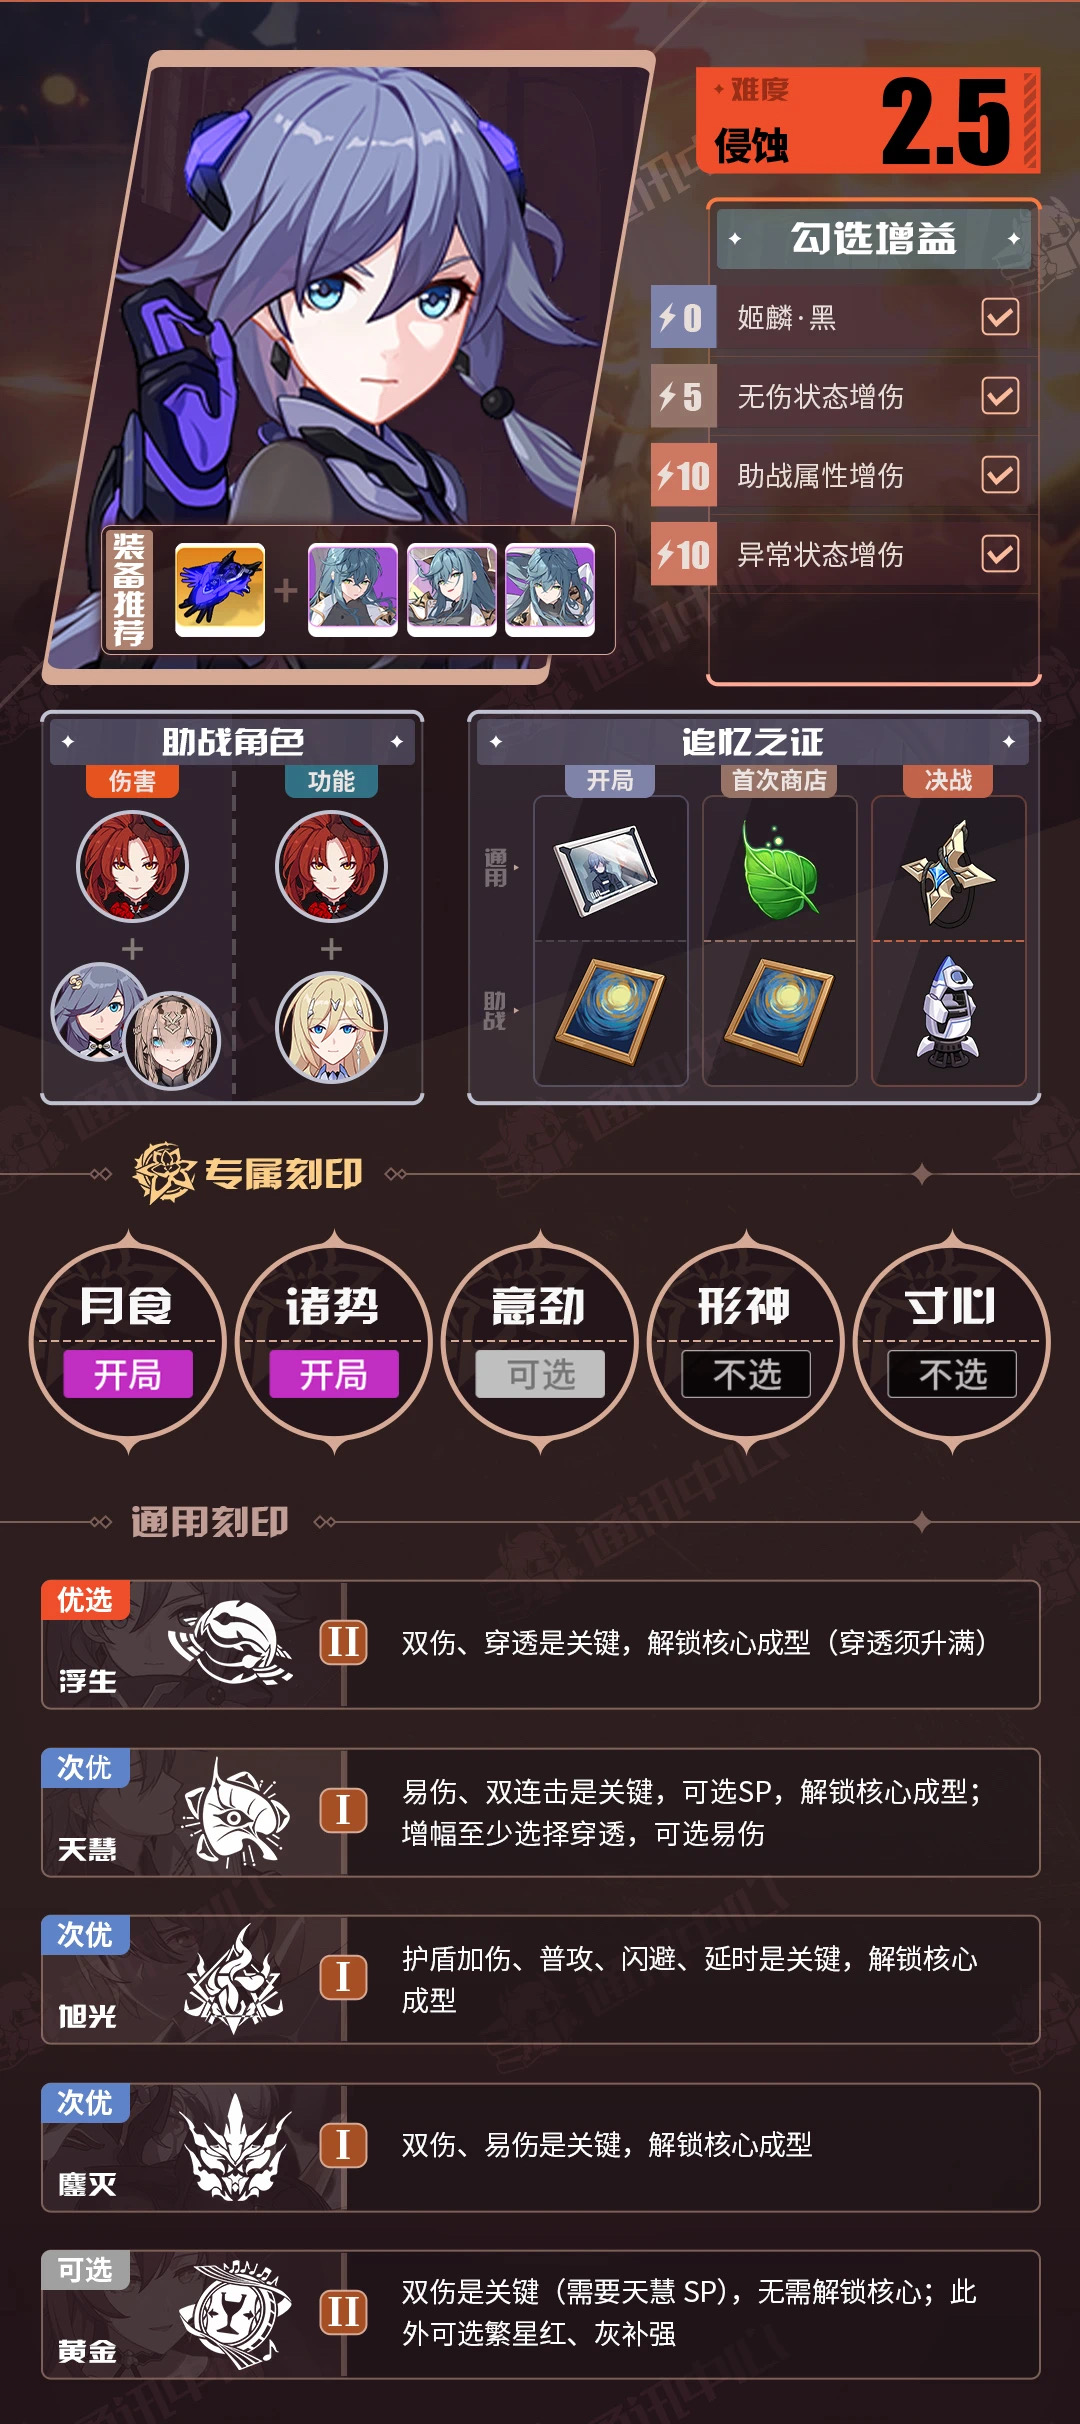 难度
侵蚀
2.5
勾选增益
0 姬麟·黑
5 无伤状态增伤
10 助战属性增伤
10 异常状态增伤
装备推荐
助战角色
伤害
功能
追忆之证
开局
首次商店
决战
通用
助战
专属刻印
月食
开局
诸势
开局
意劲
可选
形神
不选
寸心
不选
通用刻印
优选
浮生
II
双伤、穿透是关键，解锁核心成型（穿透须升满）
次优
天慧
I
易伤、双连击是关键，可选SP，解锁核心成型；
增幅至少选择穿透，可选易伤
次优
旭光
I
护盾加伤、普攻、闪避、延时是关键，解锁核心
成型
次优
鏖灭
I
双伤、易伤是关键，解锁核心成型
可选
黄金
II
双伤是关键（需要天慧 SP），无需解锁核心；此
外可选繁星红、灰补强
通讯中心